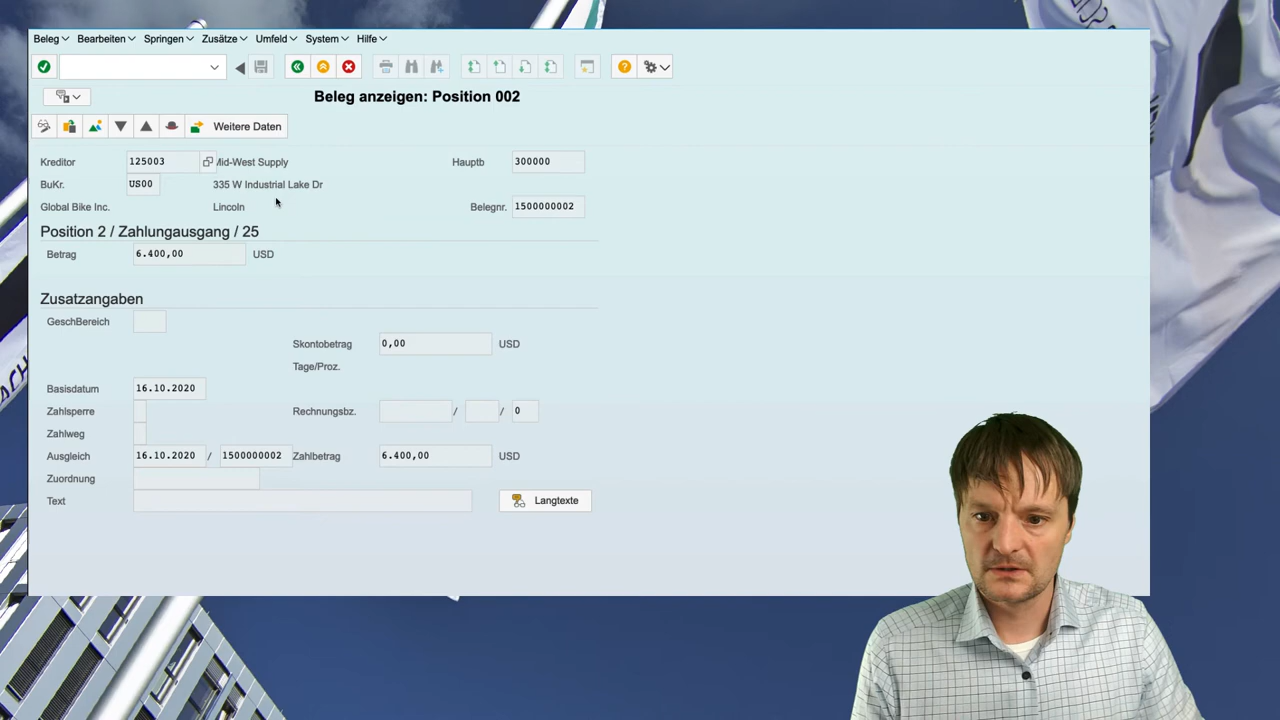 Beleg Bearbeiten Springen Zusätze Umfeld System Hilfe
Beleg anzeigen: Position 002
Weitere Daten
Kreditor 125003 Mid-West Supply Hauptb 300000
BuKr. US00 335 W Industrial Lake Dr
Global Bike Inc. Lincoln Belegnr. 1500000002
Position 2 / Zahlungausgang / 25
Betrag 6.400,00 USD
Zusatzangaben
GeschBereich
Skontobetrag 0,00 USD
Tage/Proz.
Basisdatum 16.10.2020
Zahlsperre Rechnungsbz. / / 0
Zahlweg
Ausgleich 16.10.2020 / 1500000002 Zahlbetrag 6.400,00 USD
Zuordnung
Text Langtexte